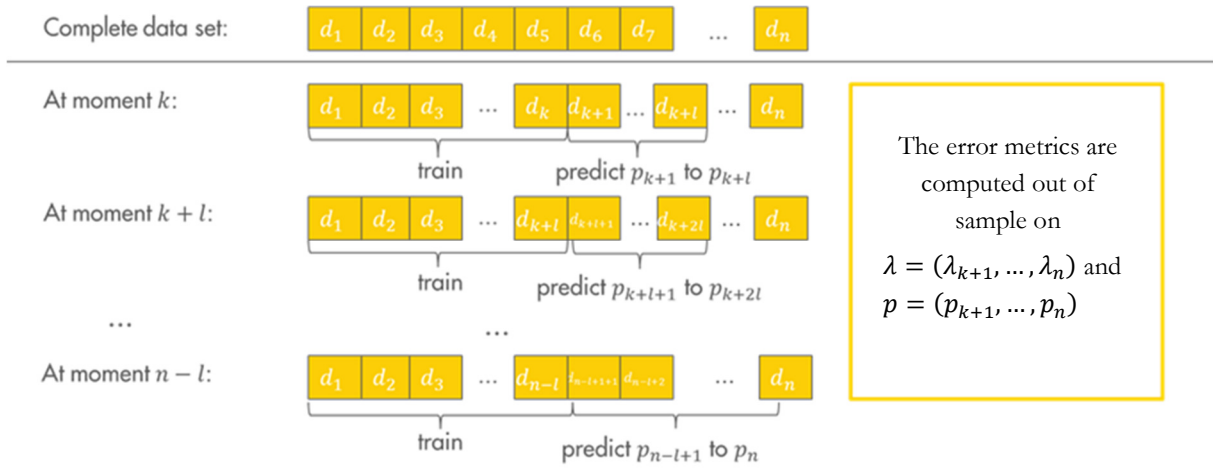 Complete data set: d₁ d₂ d₃ d₄ d₅ d₆ d₇ ... dₙ
At moment k: d₁ d₂ d₃ ... dₖ dₖ₊₁ ... dₖ₊ₗ ... dₙ
train predict pₖ₊₁ to pₖ₊ₗ
At moment k + l: d₁ d₂ d₃ ... dₖ₊ₗ dₖ₊ₗ₊₁ ... dₖ₊₂ₗ ... dₙ
train predict pₖ₊ₗ₊₁ to pₖ₊₂ₗ
... ...
At moment n − l: d₁ d₂ d₃ ... dₙ₋ₗ dₙ₋ₗ₊₁₊₁ dₙ₋ₗ₊₂ ... dₙ
train predict pₙ₋ₗ₊₁ to pₙ
The error metrics are
computed out of
sample on
λ = (λₖ₊₁, ... , λₙ) and
p = (pₖ₊₁, ... , pₙ)